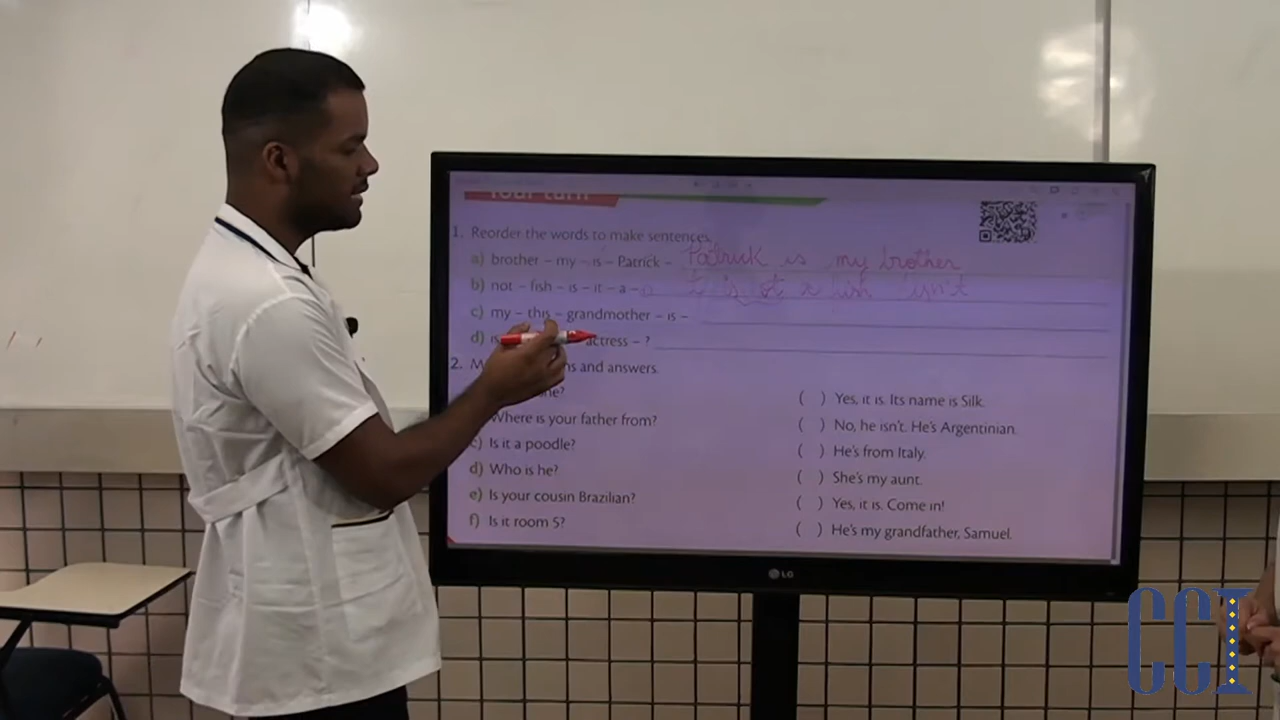 Your turn
1. Reorder the words to make sentences.
a) brother – my – is – Patrick – Patrick is my brother
b) not – fish – is – it – a – It is not a fish isn't
c) my – this – grandmother – is –
d) is actress – ?
2. and answers.
Where is your father from?
c) Is it a poodle?
d) Who is he?
e) Is your cousin Brazilian?
f) Is it room 5?
( ) Yes, it is. Its name is Silk.
( ) No, he isn't. He's Argentinian.
( ) He's from Italy.
( ) She's my aunt.
( ) Yes, it is. Come in!
( ) He's my grandfather, Samuel.
LG
CCI